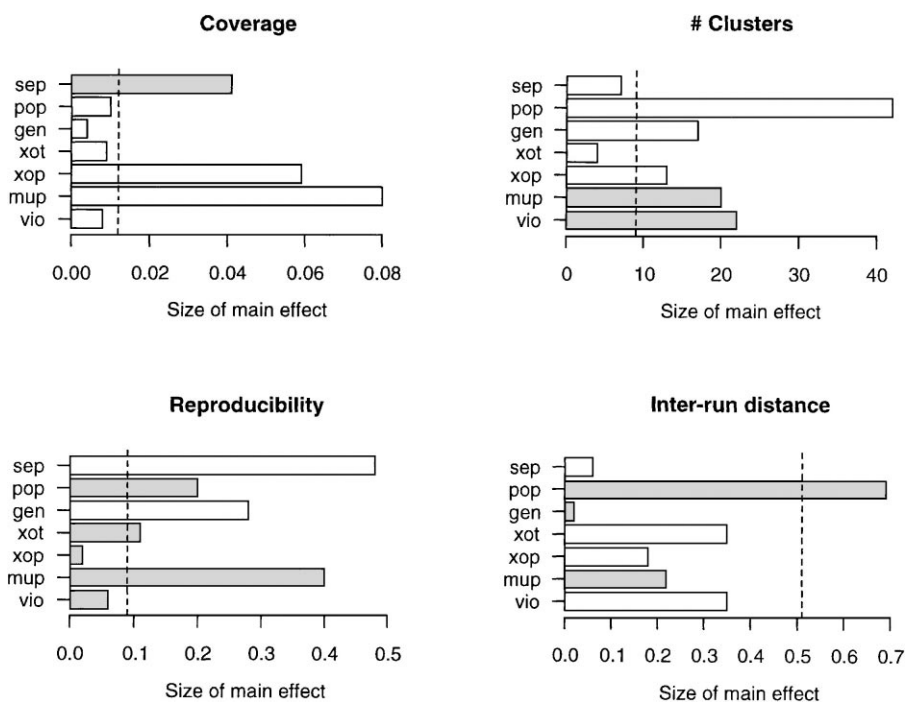 Coverage
sep
pop
gen
xot
xop
mup
vio
0.00 0.02 0.04 0.06 0.08
Size of main effect
# Clusters
sep
pop
gen
xot
xop
mup
vio
0 10 20 30 40
Size of main effect
Reproducibility
sep
pop
gen
xot
xop
mup
vio
0.0 0.1 0.2 0.3 0.4 0.5
Size of main effect
Inter-run distance
sep
pop
gen
xot
xop
mup
vio
0.0 0.1 0.2 0.3 0.4 0.5 0.6 0.7
Size of main effect